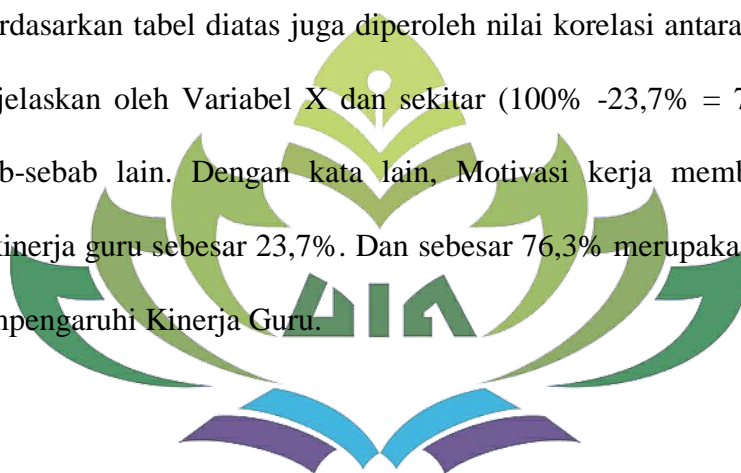 rdasarkan tabel diatas juga diperoleh nilai korelasi antara
jelaskan oleh Variabel X dan sekitar (100% -23,7% = 7
b-sebab lain. Dengan kata lain, Motivasi kerja memb
kinerja guru sebesar 23,7%. Dan sebesar 76,3% merupaka
npengaruhi Kinerja Guru.
UIN